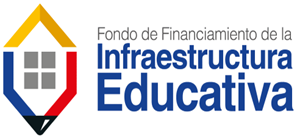 Fondo de Financiamiento de la
Infraestructura
Educativa